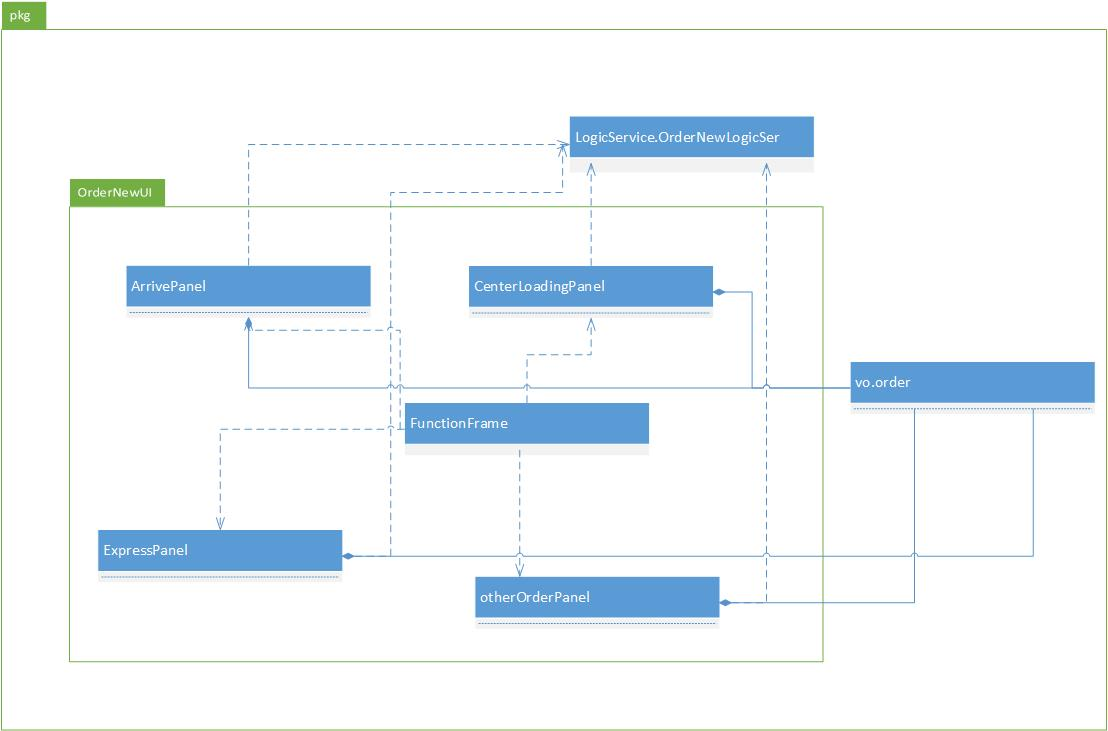 pkg
LogicService.OrderNewLogicSer
OrderNewUI
ArrivePanel
CenterLoadingPanel
vo.order
FunctionFrame
ExpressPanel
otherOrderPanel